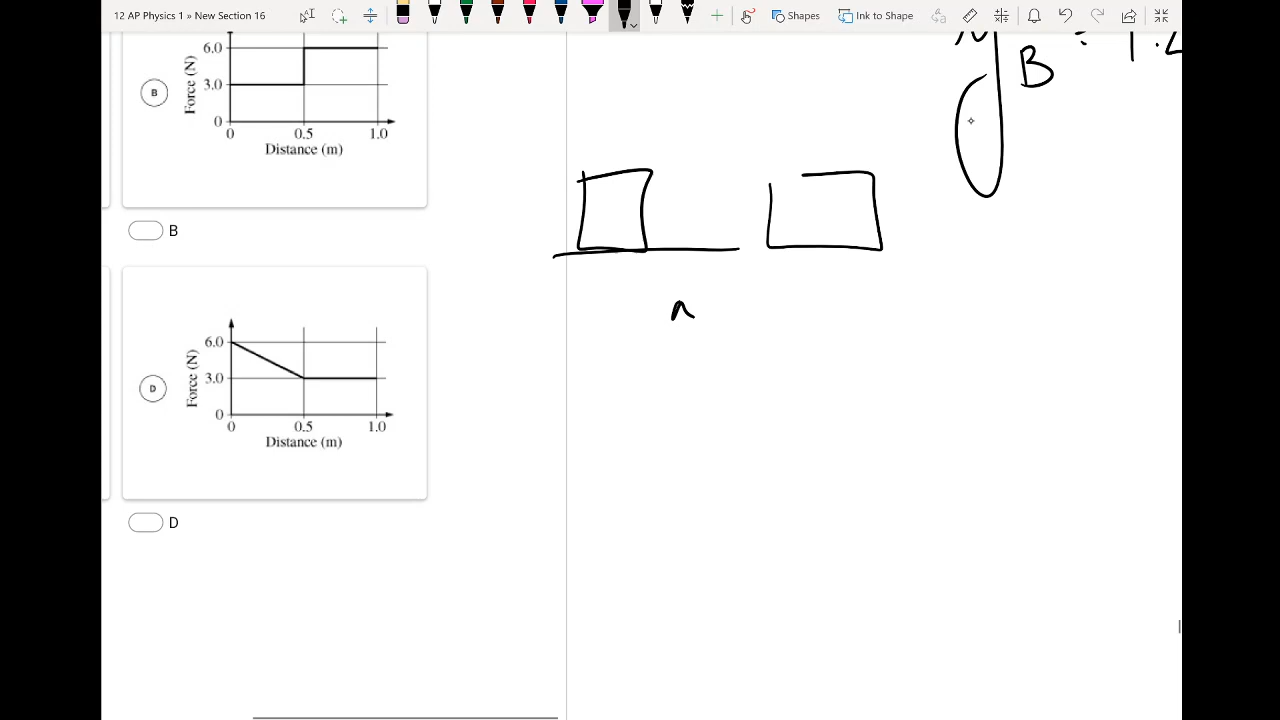 12 AP Physics 1 » New Section 16
Shapes
Ink to Shape
B
6.0
3.0
0
Force (N)
0
0.5
1.0
Distance (m)
B
D
6.0
3.0
0
Force (N)
0
0.5
1.0
Distance (m)
D
B